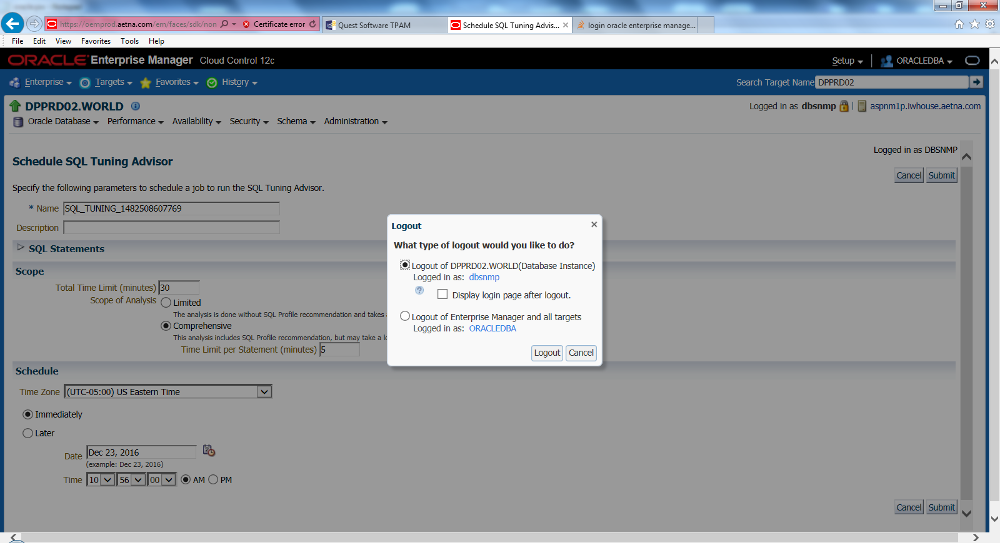 https://oemprod.aetna.com/em/faces/sdk/non
Certificate error
Quest Software TPAM
Schedule SQL Tuning Advis...
login oracle enterprise manage...
File Edit View Favorites Tools Help
ORACLE Enterprise Manager Cloud Control 12c
Setup
ORACLEDBA
Enterprise Targets Favorites History
Search Target Name DPPRD02
DPPRD02.WORLD
Logged in as dbsnmp
aspnm1p.iwhouse.aetna.com
Oracle Database Performance Availability Security Schema Administration
Logged in as DBSNMP
Schedule SQL Tuning Advisor
Cancel Submit
Specify the following parameters to schedule a job to run the SQL Tuning Advisor.
* Name SQL_TUNING_1482508607769
Description
SQL Statements
Scope
Total Time Limit (minutes) 30
Scope of Analysis
Limited
The analysis is done without SQL Profile recommendation and takes
Comprehensive
This analysis includes SQL Profile recommendation, but may take a
Time Limit per Statement (minutes) 5
Schedule
Time Zone (UTC-05:00) US Eastern Time
Immediately
Later
Date Dec 23, 2016
(example: Dec 23, 2016)
Time 10 56 00 AM PM
Cancel Submit
Logout
What type of logout would you like to do?
Logout of DPPRD02.WORLD(Database Instance)
Logged in as: dbsnmp
Display login page after logout.
Logout of Enterprise Manager and all targets
Logged in as: ORACLEDBA
Logout Cancel